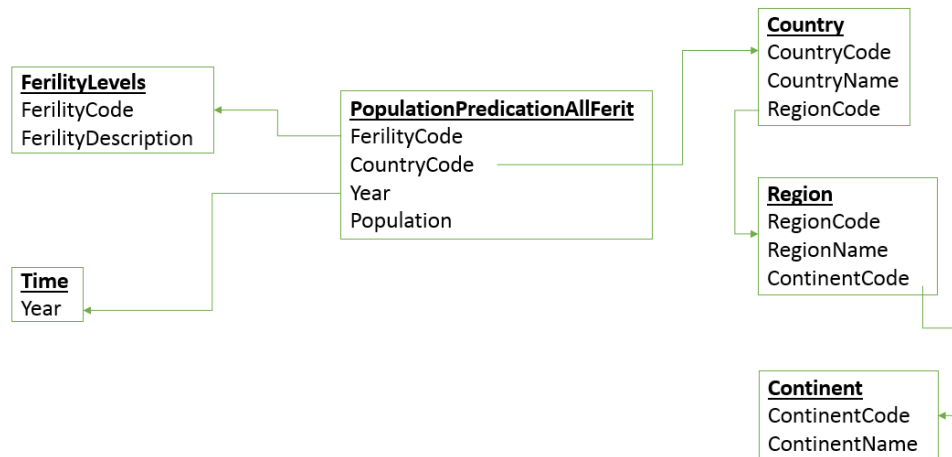 FerilityLevels
FerilityCode
FerilityDescription
Time
Year
PopulationPredicationAllFerit
FerilityCode
CountryCode
Year
Population
Country
CountryCode
CountryName
RegionCode
Region
RegionCode
RegionName
ContinentCode
Continent
ContinentCode
ContinentName